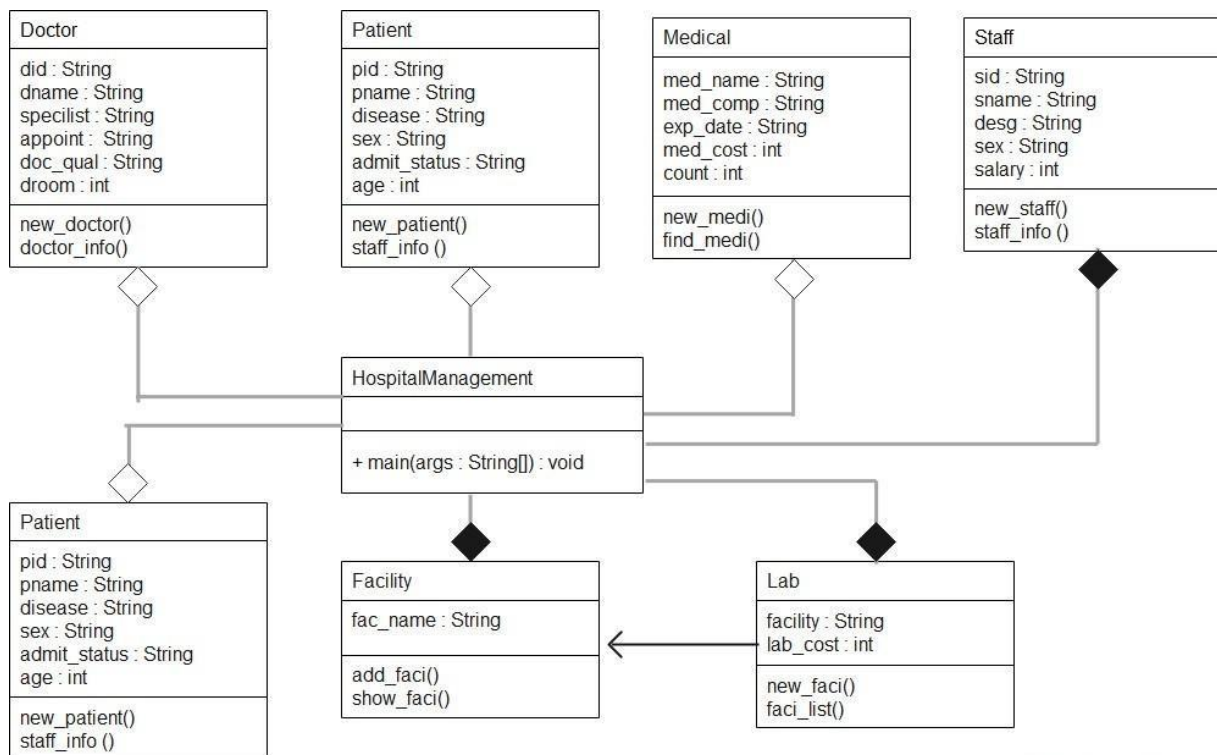 Doctor
did : String
dname : String
specilist : String
appoint :  String
doc_qual : String
droom : int
new_doctor()
doctor_info()
Patient
pid : String
pname : String
disease : String
sex : String
admit_status : String
age : int
new_patient()
staff_info ()
Medical
med_name : String
med_comp : String
exp_date : String
med_cost : int
count : int
new_medi()
find_medi()
Staff
sid : String
sname : String
desg : String
sex : String
salary : int
new_staff()
staff_info ()
HospitalManagement
+ main(args : String[]) : void
Patient
pid : String
pname : String
disease : String
sex : String
admit_status : String
age : int
new_patient()
staff_info ()
Facility
fac_name : String
add_faci()
show_faci()
Lab
facility : String
lab_cost : int
new_faci()
faci_list()